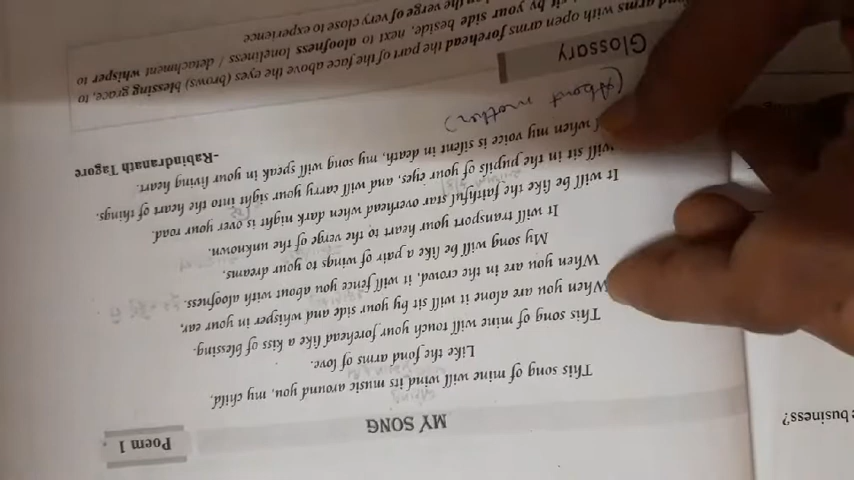 Poem 1
MY SONG
This song of mine will wind its music around you, my child,
Like the fond arms of love.
This song of mine will touch your forehead like a kiss of blessing.
When you are alone it will sit by your side and whisper in your ear,
When you are in the crowd, it will fence you about with aloofness.
My song will be like a pair of wings to your dreams,
It will transport your heart to the verge of the unknown.
It will be like the faithful star overhead when dark night is over your road.
will sit in the pupils of your eyes, and will carry your sight into the heart of things.
when my voice is silent in death, my song will speak in your living heart.
-Rabindranath Tagore
(About mother)
Glossary
arms with open arms forehead the part of the face above the eyes (brows) blessing grace, to
by your side beside, next to aloofness loneliness / detachment whisper to
the verge of very close to experience
business?